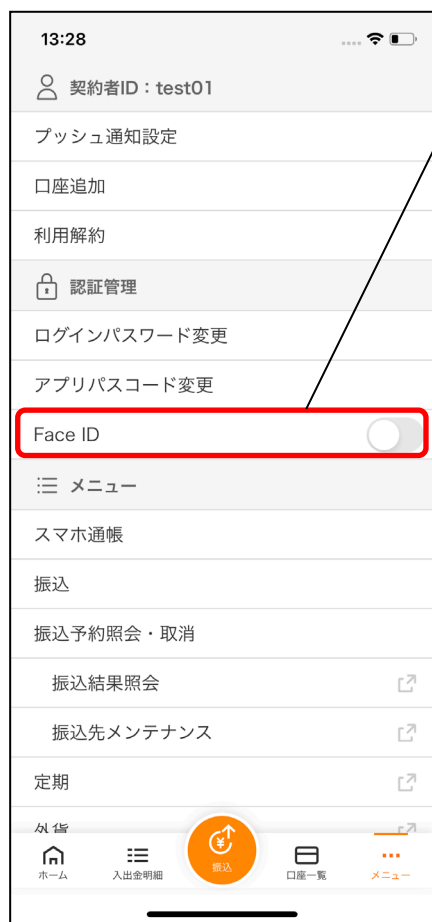 13:28
契約者ID：test01
プッシュ通知設定
口座追加
利用解約
認証管理
ログインパスワード変更
アプリパスコード変更
Face ID
メニュー
スマホ通帳
振込
振込予約照会・取消
振込結果照会
振込先メンテナンス
定期
外貨
ホーム
入出金明細
振込
口座一覧
メニュー